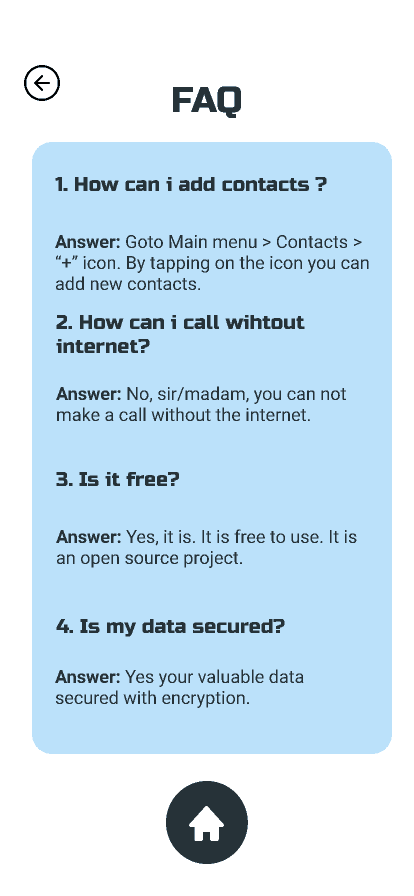 FAQ
1. How can i add contacts ?
Answer: Goto Main menu > Contacts >
“+” icon. By tapping on the icon you can
add new contacts.
2. How can i call wihtout
internet?
Answer: No, sir/madam, you can not
make a call without the internet.
3. Is it free?
Answer: Yes, it is. It is free to use. It is
an open source project.
4. Is my data secured?
Answer: Yes your valuable data
secured with encryption.